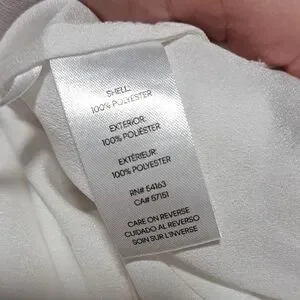 SHELL:
100% POLYESTER
EXTERIOR:
100% POLIÉSTER
EXTÉRIEUR:
100% POLYESTER
RN# 54163
CA# 57151
CARE ON REVERSE
CUIDADO AL REVERSO
SOIN SUR L'INVERSE